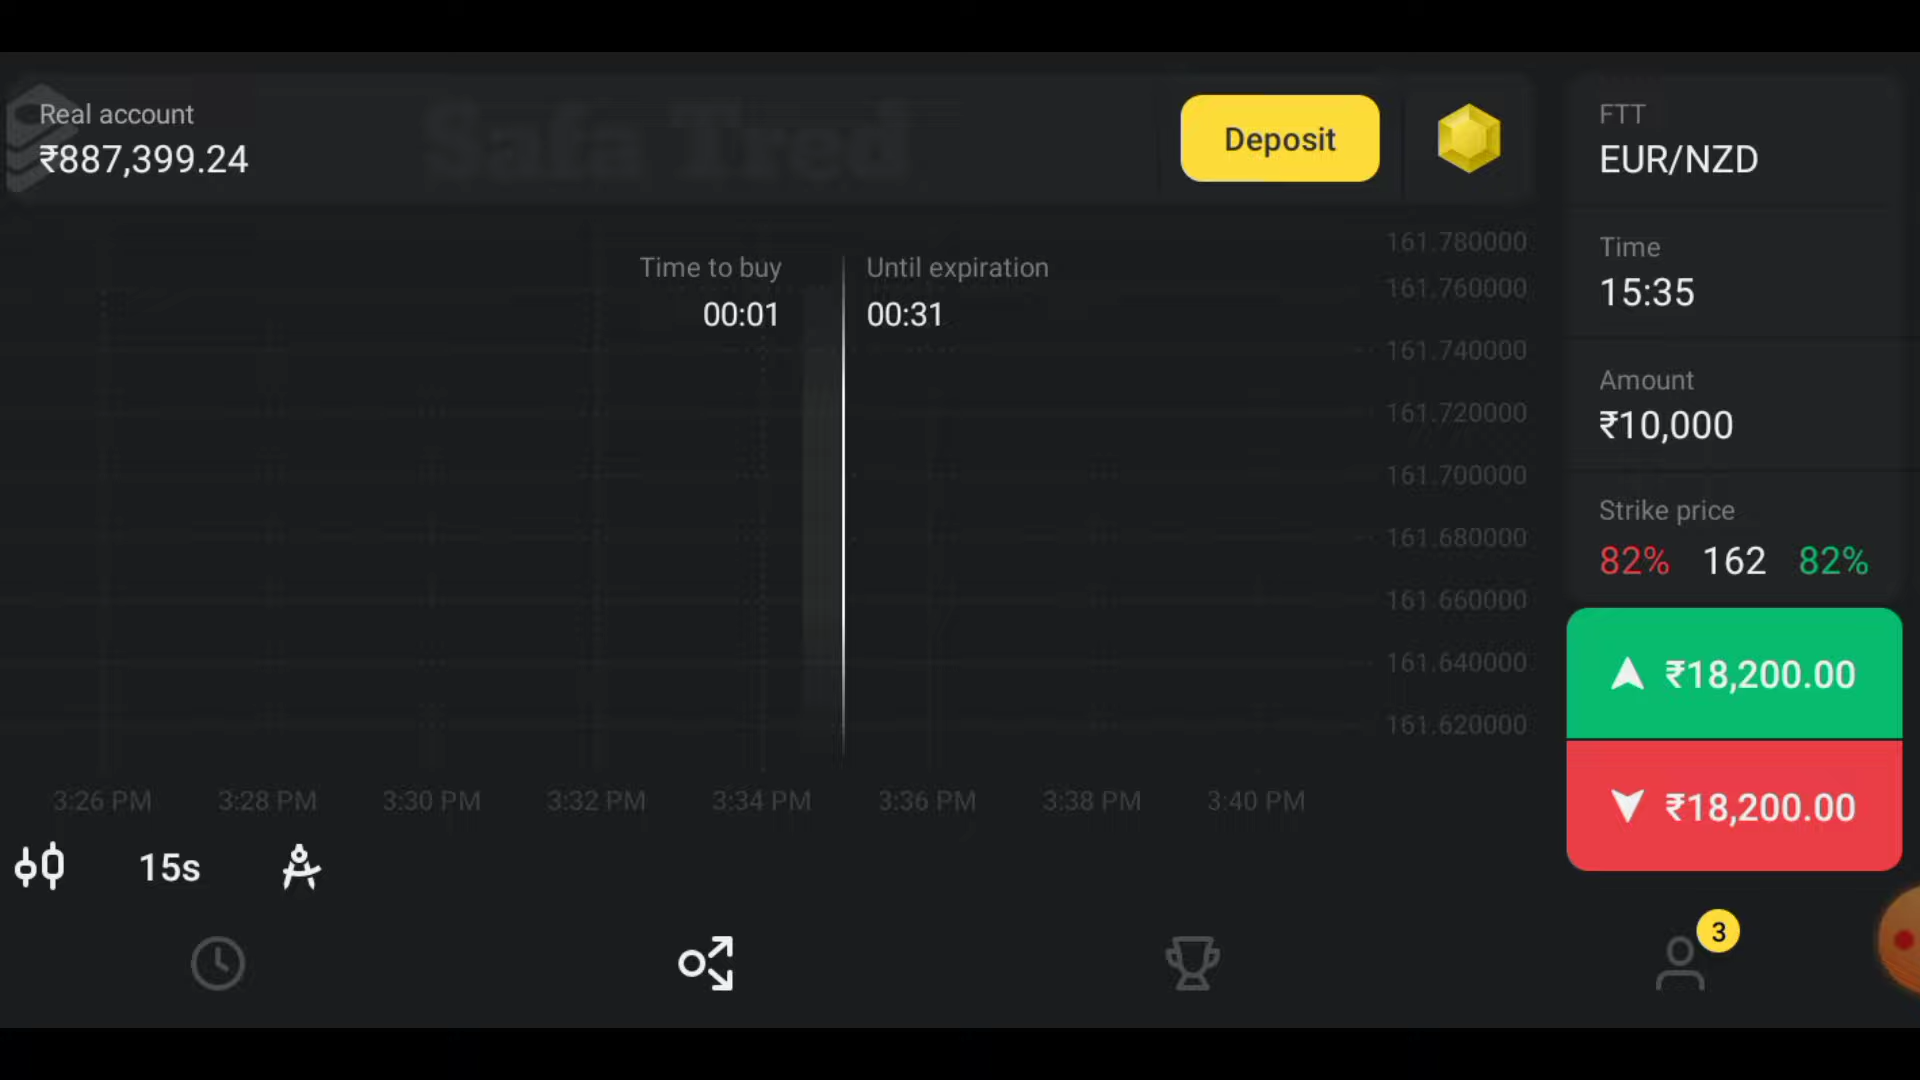 Real account
₹887,399.24
Safa Tred
Deposit
FTT
EUR/NZD
Time
15:35
Amount
₹10,000
Strike price
82% 162 82%
₹18,200.00
₹18,200.00
Time to buy
00:01
Until expiration
00:31
161.780000
161.760000
161.740000
161.720000
161.700000
161.680000
161.660000
161.640000
161.620000
3:26 PM 3:28 PM 3:30 PM 3:32 PM 3:34 PM 3:36 PM 3:38 PM 3:40 PM
15s
3